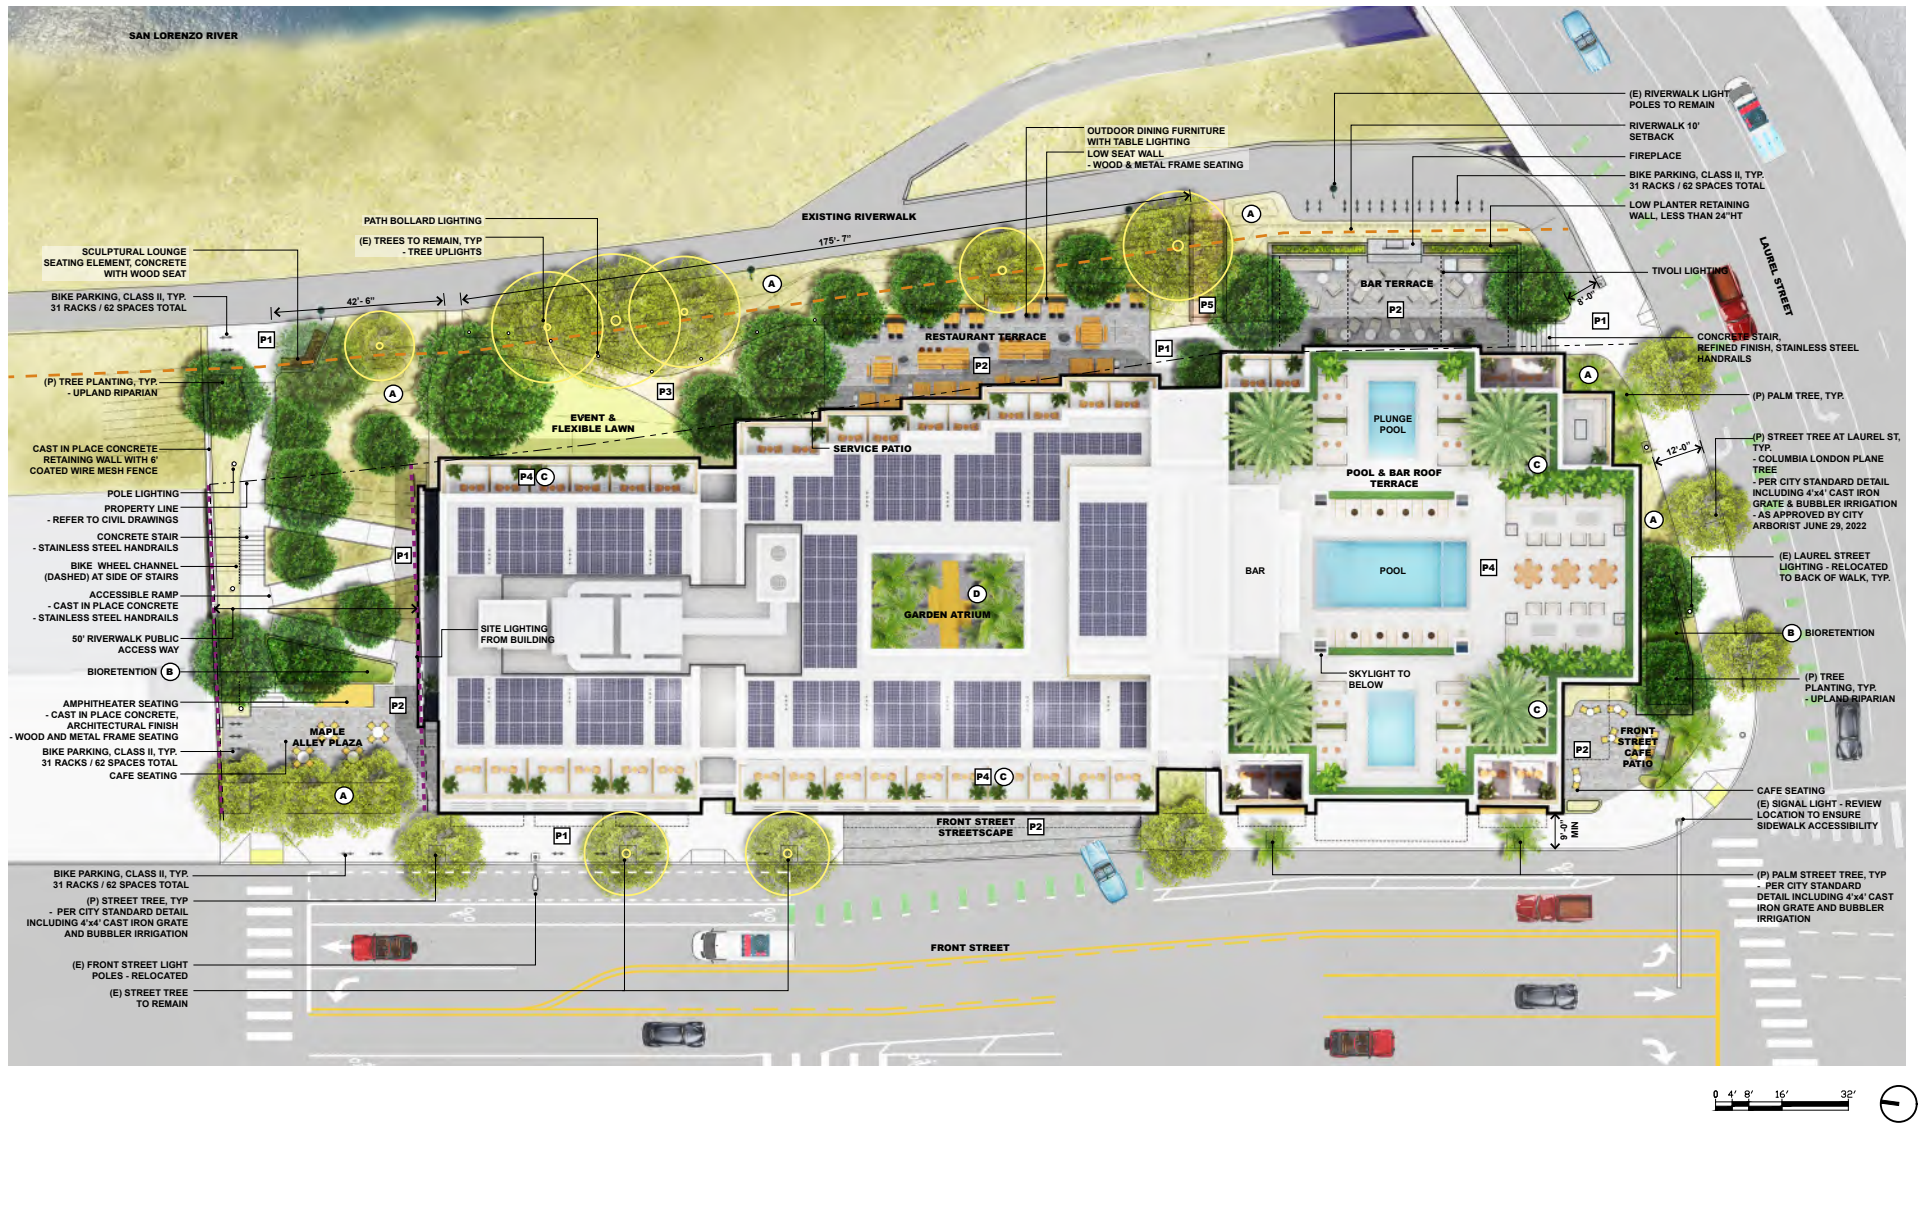 SAN LORENZO RIVER
(E) RIVERWALK LIGHT
POLES TO REMAIN
RIVERWALK 10'
SETBACK
FIREPLACE
BIKE PARKING, CLASS II, TYP.
31 RACKS / 62 SPACES TOTAL
LOW PLANTER RETAINING
WALL, LESS THAN 24"HT
TIVOLI LIGHTING
LAUREL STREET
OUTDOOR DINING FURNITURE
WITH TABLE LIGHTING
LOW SEAT WALL
- WOOD & METAL FRAME SEATING
EXISTING RIVERWALK
175'- 7"
PATH BOLLARD LIGHTING
(E) TREES TO REMAIN, TYP
- TREE UPLIGHTS
SCULPTURAL LOUNGE
SEATING ELEMENT, CONCRETE
WITH WOOD SEAT
BIKE PARKING, CLASS II, TYP.
31 RACKS / 62 SPACES TOTAL
42'- 6"
A
A
P5
BAR TERRACE
P2
8'-0"
P1
P1
RESTAURANT TERRACE
P2
P1
CONCRETE STAIR,
REFINED FINISH, STAINLESS STEEL
HANDRAILS
A
(P) TREE PLANTING, TYP.
- UPLAND RIPARIAN
A
P3
EVENT &
FLEXIBLE LAWN
SERVICE PATIO
PLUNGE
POOL
(P) PALM TREE, TYP.
12'-0"
(P) STREET TREE AT LAUREL ST,
TYP.
- COLUMBIA LONDON PLANE
TREE
- PER CITY STANDARD DETAIL
INCLUDING 4'x4' CAST IRON
GRATE & BUBBLER IRRIGATION
- AS APPROVED BY CITY
ARBORIST JUNE 29, 2022
CAST IN PLACE CONCRETE
RETAINING WALL WITH 6'
COATED WIRE MESH FENCE
POLE LIGHTING
PROPERTY LINE
- REFER TO CIVIL DRAWINGS
CONCRETE STAIR
- STAINLESS STEEL HANDRAILS
BIKE WHEEL CHANNEL
(DASHED) AT SIDE OF STAIRS
ACCESSIBLE RAMP
- CAST IN PLACE CONCRETE
- STAINLESS STEEL HANDRAILS
50' RIVERWALK PUBLIC
ACCESS WAY
BIORETENTION B
AMPHITHEATER SEATING
- CAST IN PLACE CONCRETE,
ARCHITECTURAL FINISH
- WOOD AND METAL FRAME SEATING
BIKE PARKING, CLASS II, TYP.
31 RACKS / 62 SPACES TOTAL
CAFE SEATING
P4 C
POOL & BAR ROOF
TERRACE
C
A
P1
BAR
POOL
P4
(E) LAUREL STREET
LIGHTING - RELOCATED
TO BACK OF WALK, TYP.
B BIORETENTION
D
GARDEN ATRIUM
SITE LIGHTING
FROM BUILDING
SKYLIGHT TO
BELOW
(P) TREE
PLANTING, TYP.
- UPLAND RIPARIAN
P2
MAPLE
ALLEY PLAZA
C
FRONT
STREET
CAFE
PATIO
P2
P4 C
A
CAFE SEATING
(E) SIGNAL LIGHT - REVIEW
LOCATION TO ENSURE
SIDEWALK ACCESSIBILITY
P1
FRONT STREET
STREETSCAPE
P2
9'-0"
MIN
BIKE PARKING, CLASS II, TYP.
31 RACKS / 62 SPACES TOTAL
(P) STREET TREE, TYP
- PER CITY STANDARD DETAIL
INCLUDING 4'x4' CAST IRON GRATE
AND BUBBLER IRRIGATION
(E) FRONT STREET LIGHT
POLES - RELOCATED
(E) STREET TREE
TO REMAIN
(P) PALM STREET TREE, TYP
- PER CITY STANDARD
DETAIL INCLUDING 4'x4' CAST
IRON GRATE AND BUBBLER
IRRIGATION
FRONT STREET
0 4' 8' 16' 32'